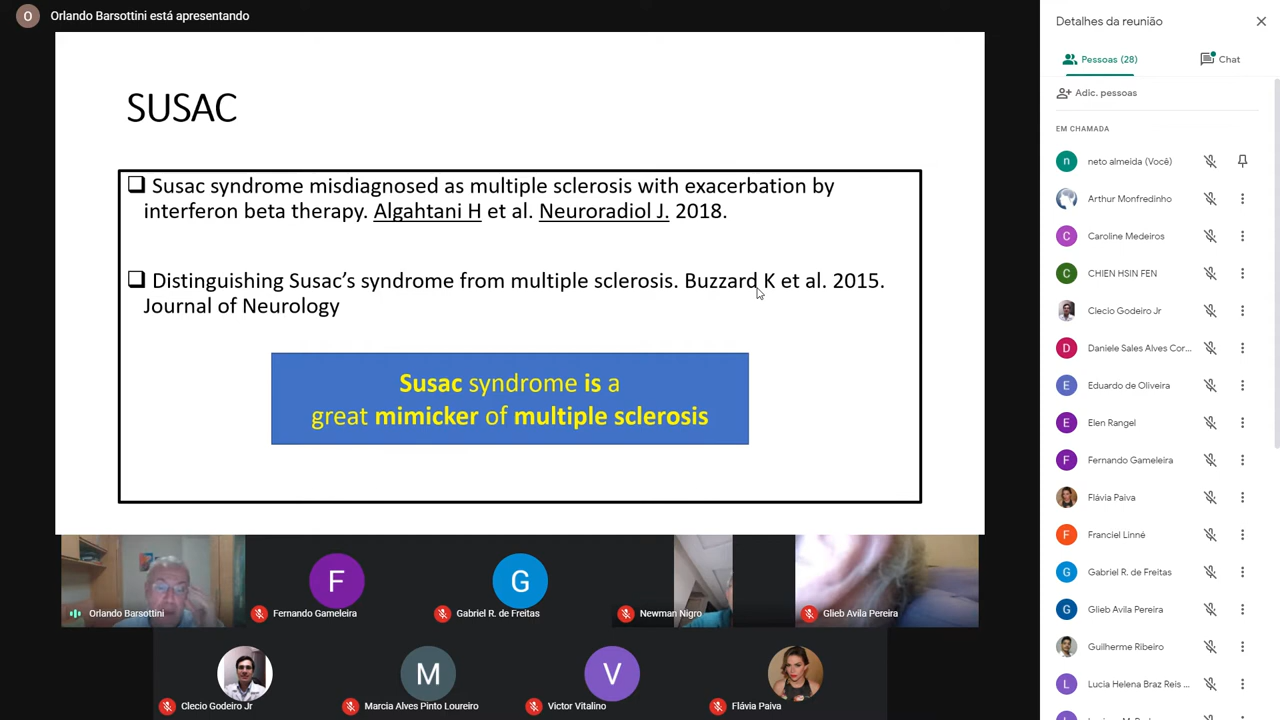 O
Orlando Barsottini está apresentando
SUSAC
Susac syndrome misdiagnosed as multiple sclerosis with exacerbation by
interferon beta therapy. Algahtani H et al. Neuroradiol J. 2018.
Distinguishing Susac’s syndrome from multiple sclerosis. Buzzard K et al. 2015.
Journal of Neurology
Susac syndrome is a
great mimicker of multiple sclerosis
Orlando Barsottini
F
Fernando Gameleira
G
Gabriel R. de Freitas
Newman Nigro
Glieb Avila Pereira
Clecio Godeiro Jr
M
Marcia Alves Pinto Loureiro
V
Victor Vitalino
Flávia Paiva
Detalhes da reunião
Pessoas (28)
Chat
Adic. pessoas
EM CHAMADA
n
neto almeida (Você)
Arthur Monfredinho
C
Caroline Medeiros
C
CHIEN HSIN FEN
Clecio Godeiro Jr
D
Daniele Sales Alves Cor...
E
Eduardo de Oliveira
E
Elen Rangel
F
Fernando Gameleira
Flávia Paiva
F
Franciel Linné
G
Gabriel R. de Freitas
G
Glieb Avila Pereira
Guilherme Ribeiro
L
Lucia Helena Braz Reis ...